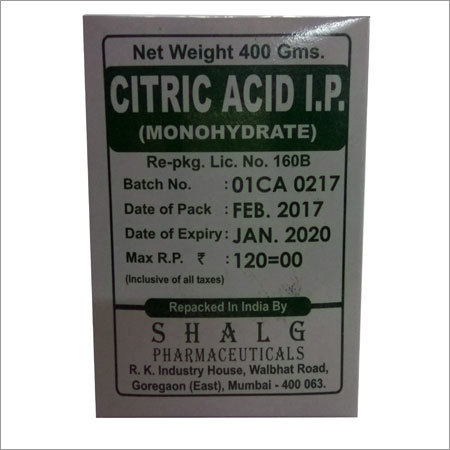 Net Weight 400 Gms.
CITRIC ACID I.P.
(MONOHYDRATE)
Re-pkg. Lic. No. 160B
Batch No. : 01CA 0217
Date of Pack : FEB. 2017
Date of Expiry : JAN. 2020
Max R.P. ₹ : 120=00
(Inclusive of all taxes)
Repacked In India By
SHALG
PHARMACEUTICALS
R. K. Industry House, Walbhat Road,
Goregaon (East), Mumbai - 400 063.